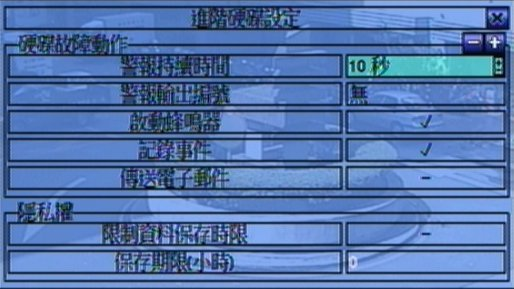 進階硬碟設定
硬碟故障動作
警報持續時間 10 秒
警報輸出編號 無
啟動蜂鳴器 ✓
記錄事件 ✓
傳送電子郵件 –
隱私權
限制資料保存時限 –
保存期限(小時) 0